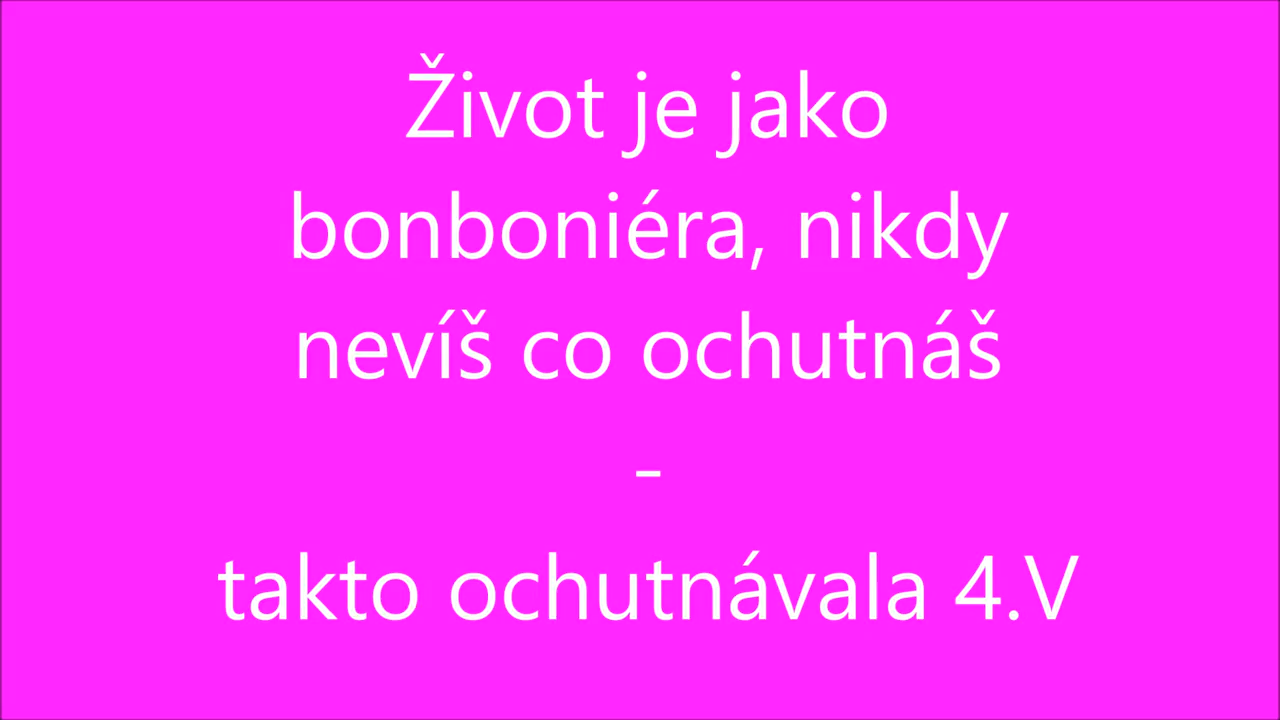 Život je jako
bonboniéra, nikdy
nevíš co ochutnáš
-
takto ochutnávala 4.V